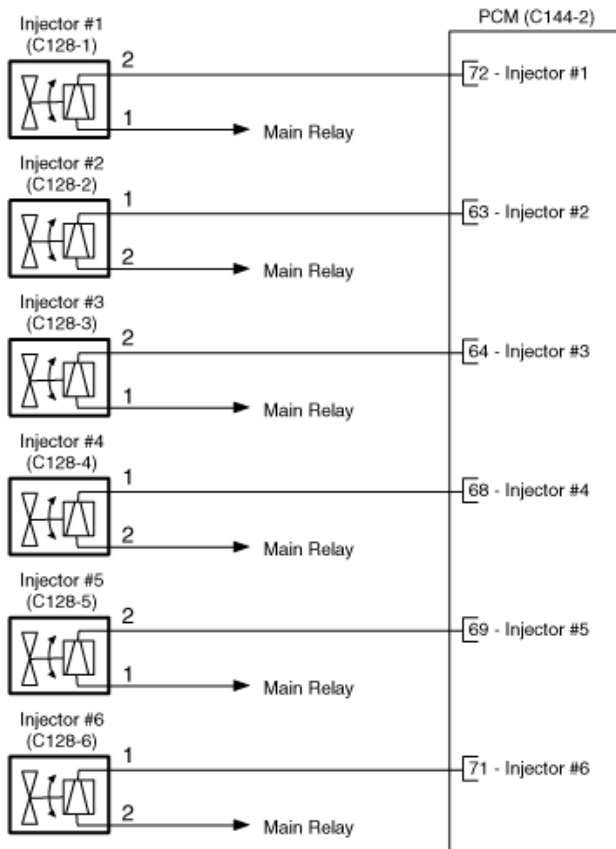 PCM (C144-2)
Injector #1
(C128-1)
2
72 - Injector #1
1
Main Relay
Injector #2
(C128-2)
1
63 - Injector #2
2
Main Relay
Injector #3
(C128-3)
2
64 - Injector #3
1
Main Relay
Injector #4
(C128-4)
1
68 - Injector #4
2
Main Relay
Injector #5
(C128-5)
2
69 - Injector #5
1
Main Relay
Injector #6
(C128-6)
1
71 - Injector #6
2
Main Relay